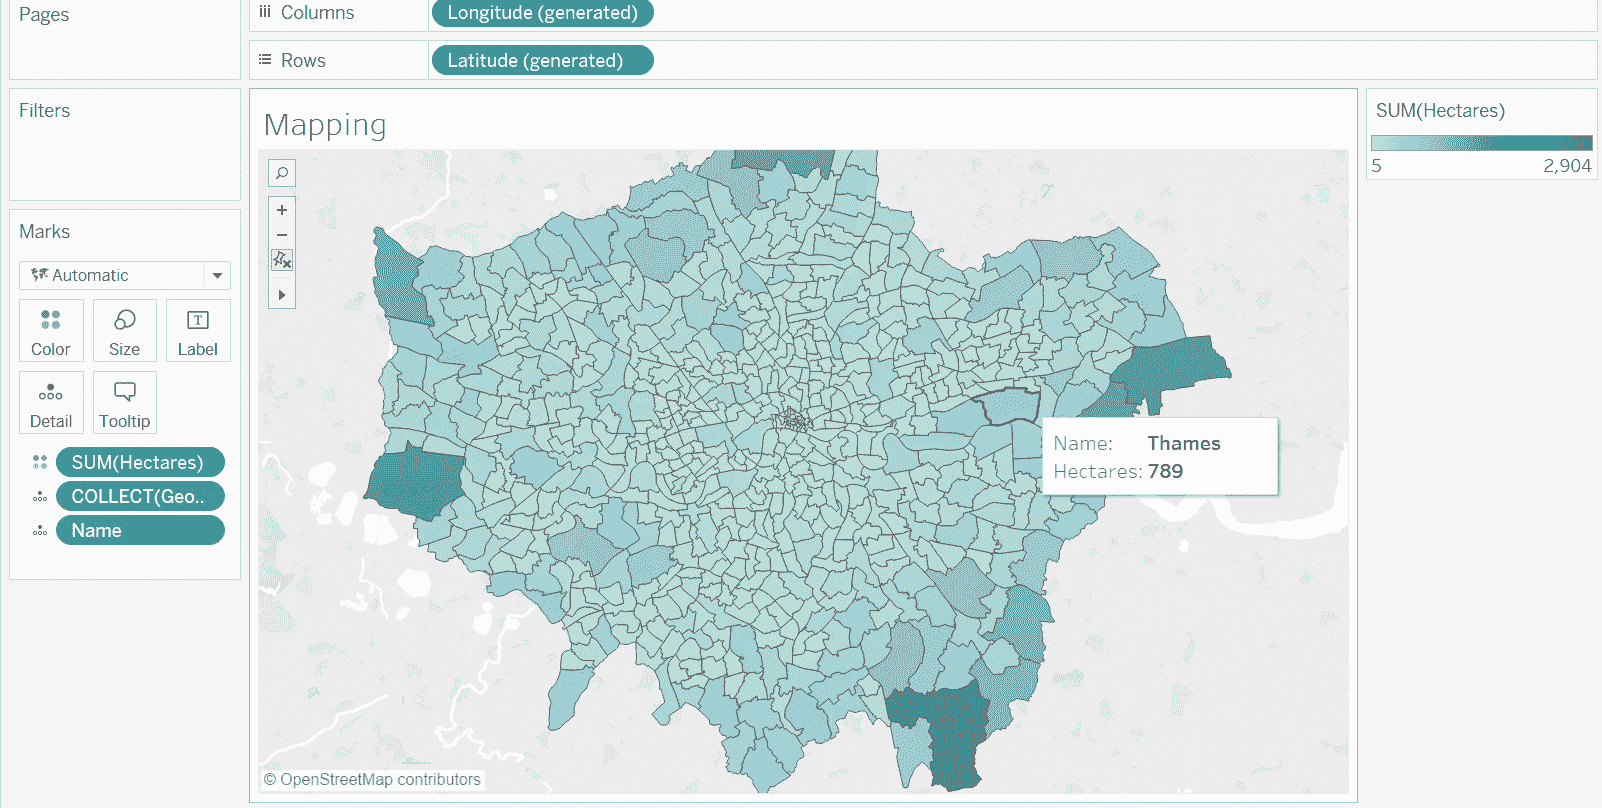 Pages
Columns
Longitude (generated)
Rows
Latitude (generated)
Filters
Mapping
SUM(Hectares)
5
2,904
Marks
Automatic
Color
Size
Label
Detail
Tooltip
SUM(Hectares)
COLLECT(Geo..
Name
Name: Thames
Hectares: 789
© OpenStreetMap contributors